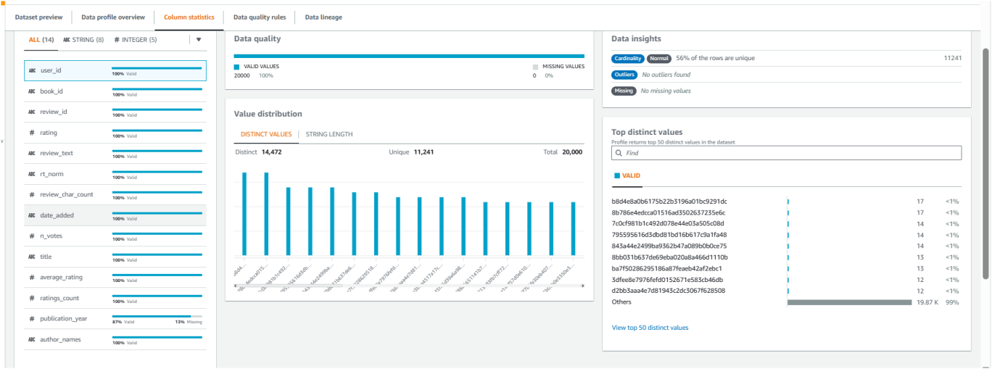 Dataset preview Data profile overview Column statistics Data quality rules Data lineage
ALL (14) ABC STRING (8) # INTEGER (5)
ABC user_id 100% Valid
ABC book_id 100% Valid
ABC review_id 100% Valid
# rating 100% Valid
ABC review_text 100% Valid
ABC rt_norm 100% Valid
# review_char_count 100% Valid
ABC date_added 100% Valid
# n_votes 100% Valid
ABC title 100% Valid
# average_rating 100% Valid
# ratings_count 100% Valid
# publication_year 87% Valid 13% Missing
ABC author_names 100% Valid
Data quality
VALID VALUES MISSING VALUES
20000 100% 0 0%
Value distribution
DISTINCT VALUES STRING LENGTH
Distinct 14,472 Unique 11,241 Total 20,000
Data insights
Cardinality Normal 56% of the rows are unique 11241
Outliers No outliers found
Missing No missing values
Top distinct values
Profile returns top 50 distinct values in the dataset
Find
VALID
b8d4e8a0b6175b22b3196a01bc9291dc 17 <1%
8b786e4edcca01516ad3502637235e6c 17 <1%
7c0cf981b1c492d078e44e03a505c08d 14 <1%
795595616d3dbd81bd16b617c9a1fa48 14 <1%
843a44e2499ba9362b47a089b0b0ce75 14 <1%
8bb031b637de69eba020a8a466d1110b 13 <1%
ba7f50286295186a87feaeb42af2ebc1 13 <1%
3dfee8e7976fefd0152671e583cb46db 12 <1%
d2bb3aaa4e7d81943c2dc3067f628508 12 <1%
Others 19.87 K 99%
View top 50 distinct values